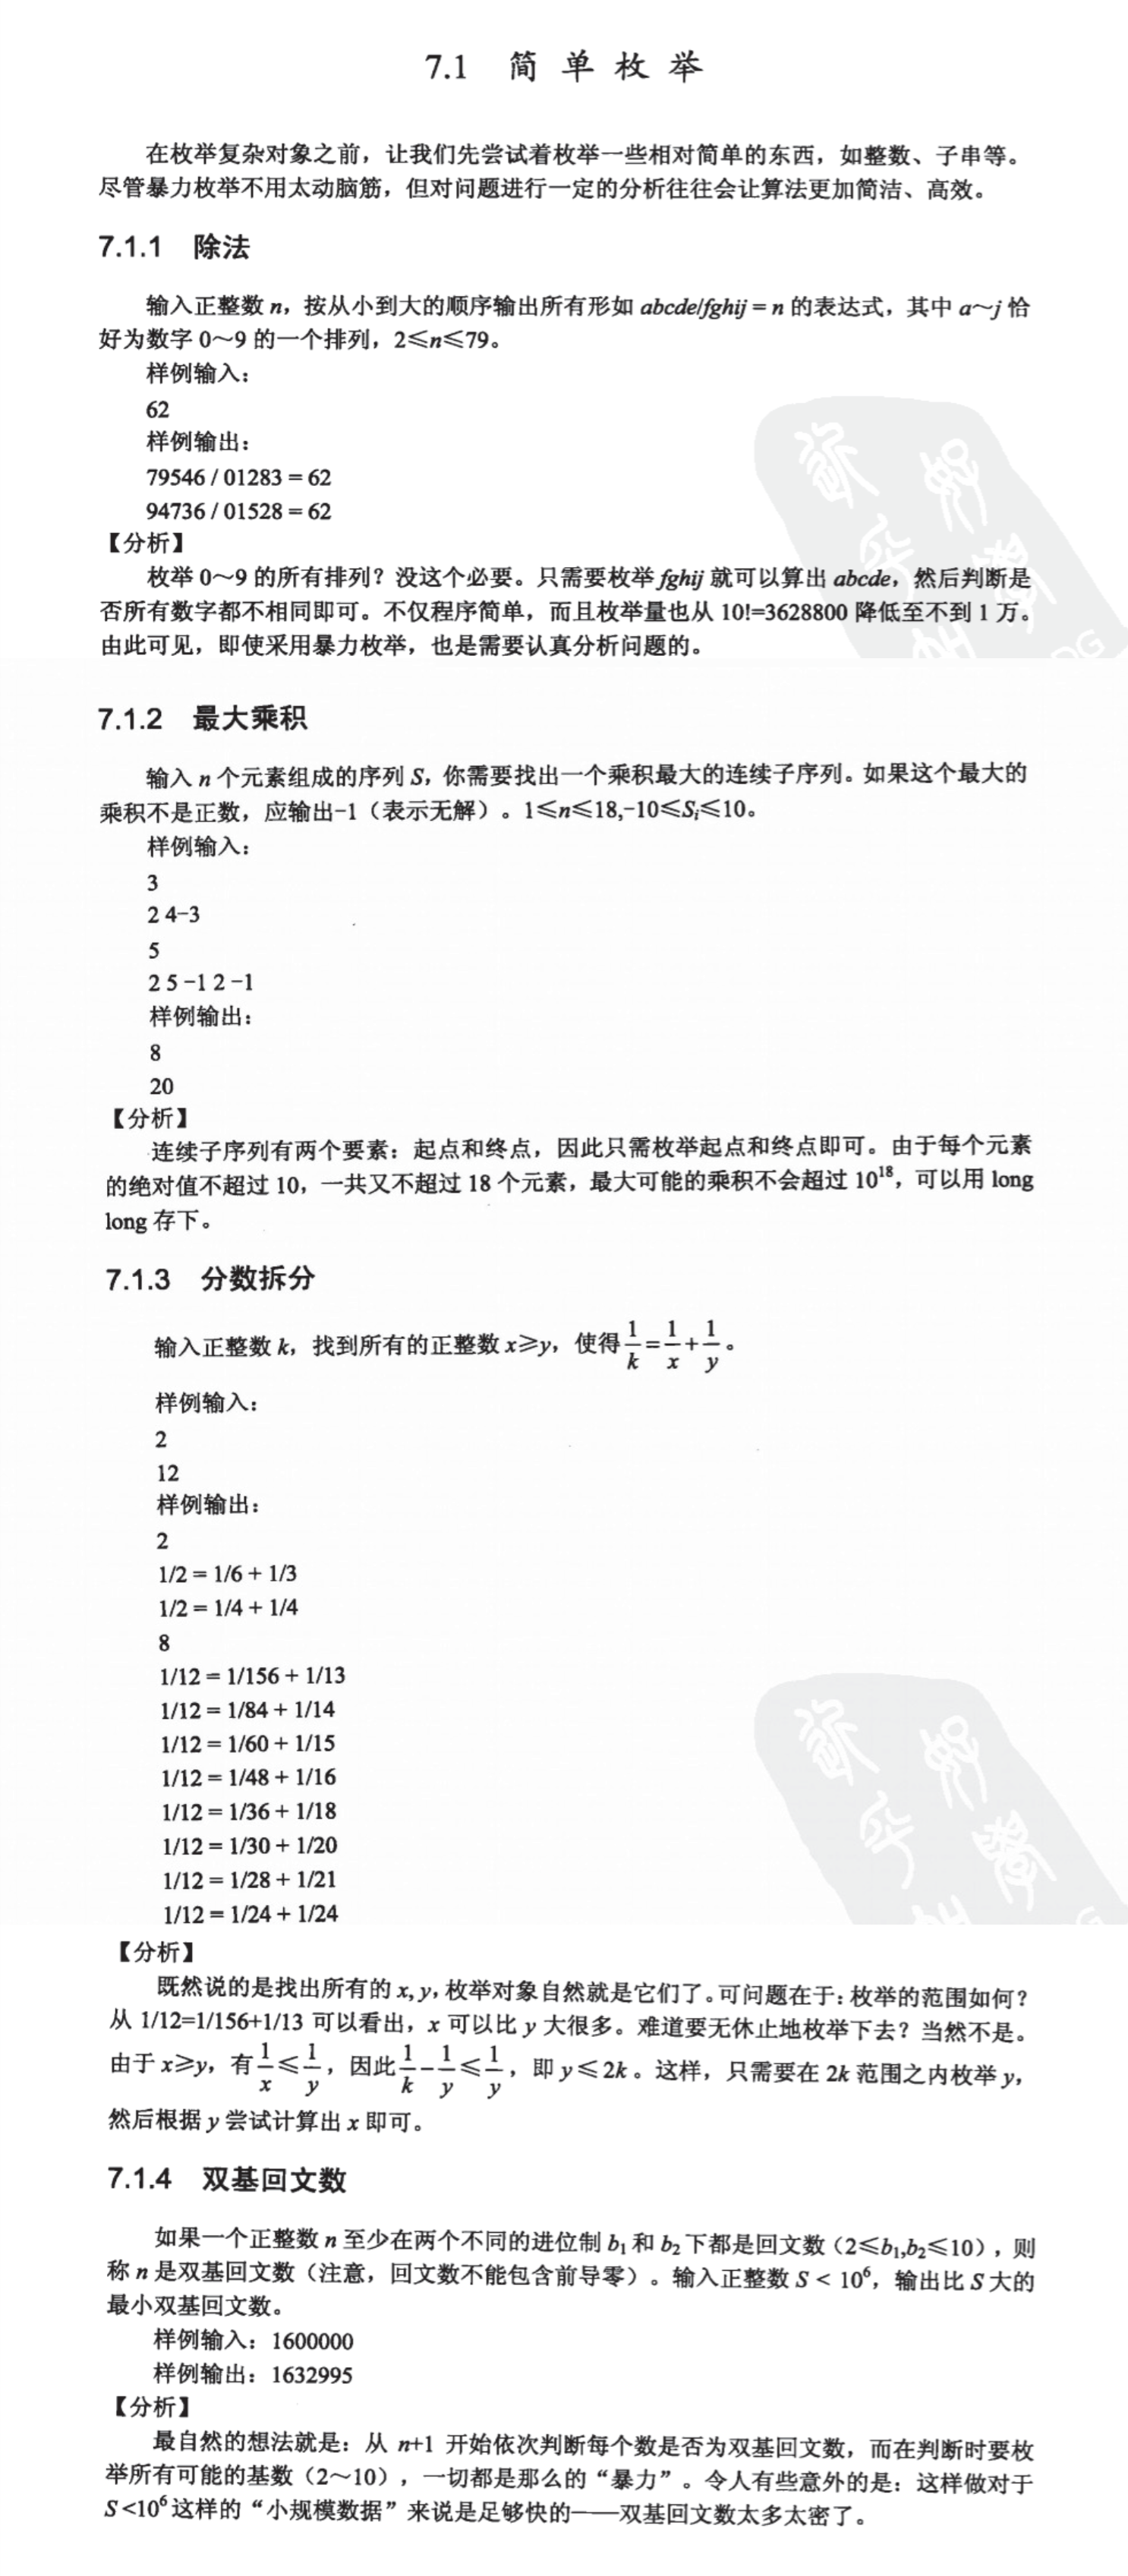 7.1 简单枚举
在枚举复杂对象之前，让我们先尝试着枚举一些相对简单的东西，如整数、子串等。
尽管暴力枚举不用太动脑筋，但对问题进行一定的分析往往会让算法更加简洁、高效。
7.1.1 除法
输入正整数 n，按从小到大的顺序输出所有形如 abcde/fghij = n 的表达式，其中 a～j 恰
好为数字 0～9 的一个排列，2≤n≤79。
样例输入：
62
样例输出：
79546 / 01283 = 62
94736 / 01528 = 62
【分析】
枚举 0～9 的所有排列？没这个必要。只需要枚举 fghij 就可以算出 abcde，然后判断是
否所有数字都不相同即可。不仅程序简单，而且枚举量也从 10!=3628800 降低至不到 1 万。
由此可见，即使采用暴力枚举，也是需要认真分析问题的。
7.1.2 最大乘积
输入 n 个元素组成的序列 S，你需要找出一个乘积最大的连续子序列。如果这个最大的
乘积不是正数，应输出-1（表示无解）。1≤n≤18,-10≤Sᵢ≤10。
样例输入：
3
2 4-3
5
2 5 -1 2 -1
样例输出：
8
20
【分析】
连续子序列有两个要素：起点和终点，因此只需枚举起点和终点即可。由于每个元素
的绝对值不超过 10，一共又不超过 18 个元素，最大可能的乘积不会超过 10¹⁸，可以用 long
long 存下。
7.1.3 分数拆分
输入正整数 k，找到所有的正整数 x≥y，使得 1/k = 1/x + 1/y。
样例输入：
2
12
样例输出：
2
1/2 = 1/6 + 1/3
1/2 = 1/4 + 1/4
8
1/12 = 1/156 + 1/13
1/12 = 1/84 + 1/14
1/12 = 1/60 + 1/15
1/12 = 1/48 + 1/16
1/12 = 1/36 + 1/18
1/12 = 1/30 + 1/20
1/12 = 1/28 + 1/21
1/12 = 1/24 + 1/24
【分析】
既然说的是找出所有的 x, y，枚举对象自然就是它们了。可问题在于：枚举的范围如何？
从 1/12=1/156+1/13 可以看出，x 可以比 y 大很多。难道要无休止地枚举下去？当然不是。
由于 x≥y，有 1/x ≤ 1/y，因此 1/k - 1/y ≤ 1/y，即 y≤2k。这样，只需要在 2k 范围之内枚举 y，
然后根据 y 尝试计算出 x 即可。
7.1.4 双基回文数
如果一个正整数 n 至少在两个不同的进位制 b₁ 和 b₂ 下都是回文数（2≤b₁,b₂≤10），则
称 n 是双基回文数（注意，回文数不能包含前导零）。输入正整数 S < 10⁶，输出比 S 大的
最小双基回文数。
样例输入：1600000
样例输出：1632995
【分析】
最自然的想法就是：从 n+1 开始依次判断每个数是否为双基回文数，而在判断时要枚
举所有可能的基数（2～10），一切都是那么的“暴力”。令人有些意外的是：这样做对于
S<10⁶ 这样的“小规模数据”来说是足够快的——双基回文数太多太密了。